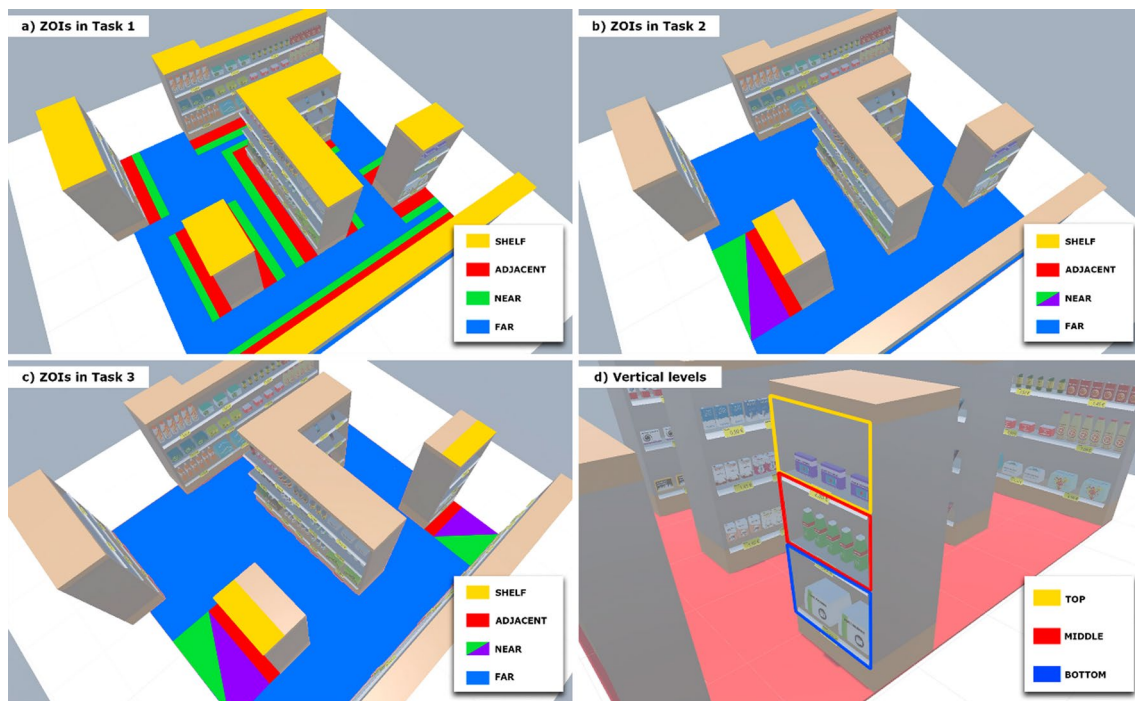 a) ZOIs in Task 1
SHELF
ADJACENT
NEAR
FAR
b) ZOIs in Task 2
SHELF
ADJACENT
NEAR
FAR
c) ZOIs in Task 3
SHELF
ADJACENT
NEAR
FAR
d) Vertical levels
TOP
MIDDLE
BOTTOM